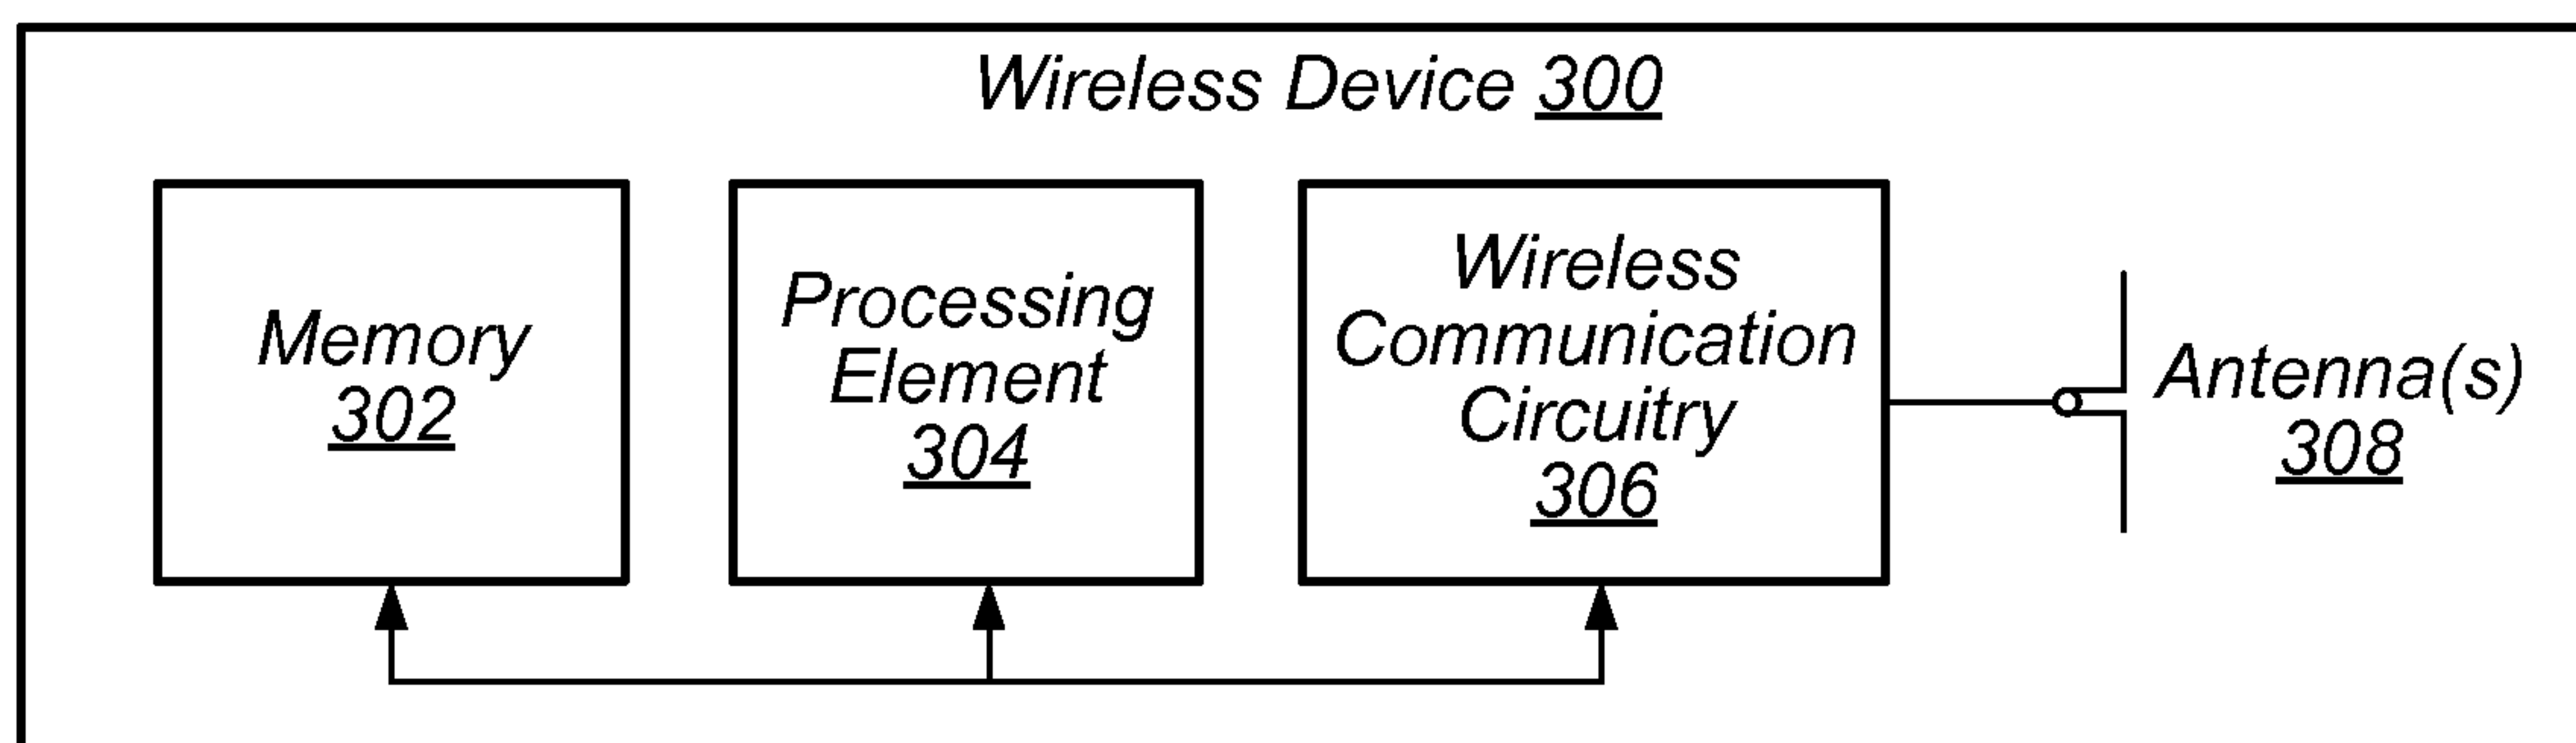 Wireless Device 300
Memory
302
Processing
Element
304
Wireless
Communication
Circuitry
306
Antenna(s)
308